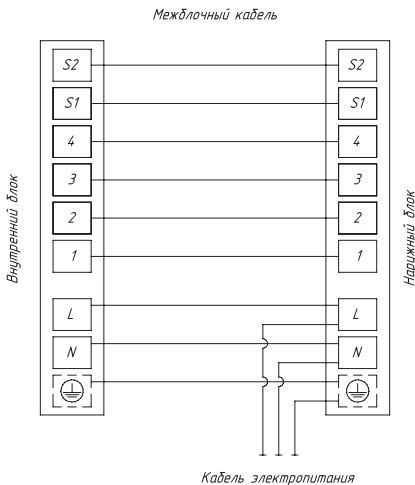 Межблочный кабель
S2 S2
S1 S1
4 4
3 3
2 2
1 1
L L
N N
Внутренний блок
Нарижный блок
Кабель электропитания